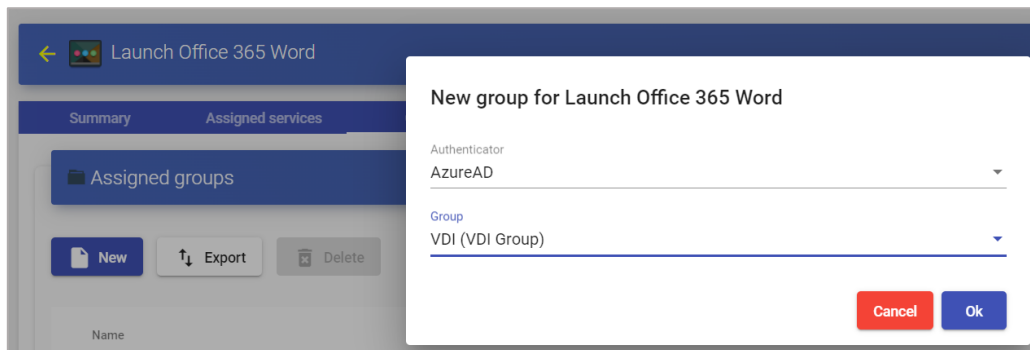 Launch Office 365 Word
Summary
Assigned services
Assigned groups
New
Export
Delete
Name
New group for Launch Office 365 Word
Authenticator
AzureAD
Group
VDI (VDI Group)
Cancel
Ok